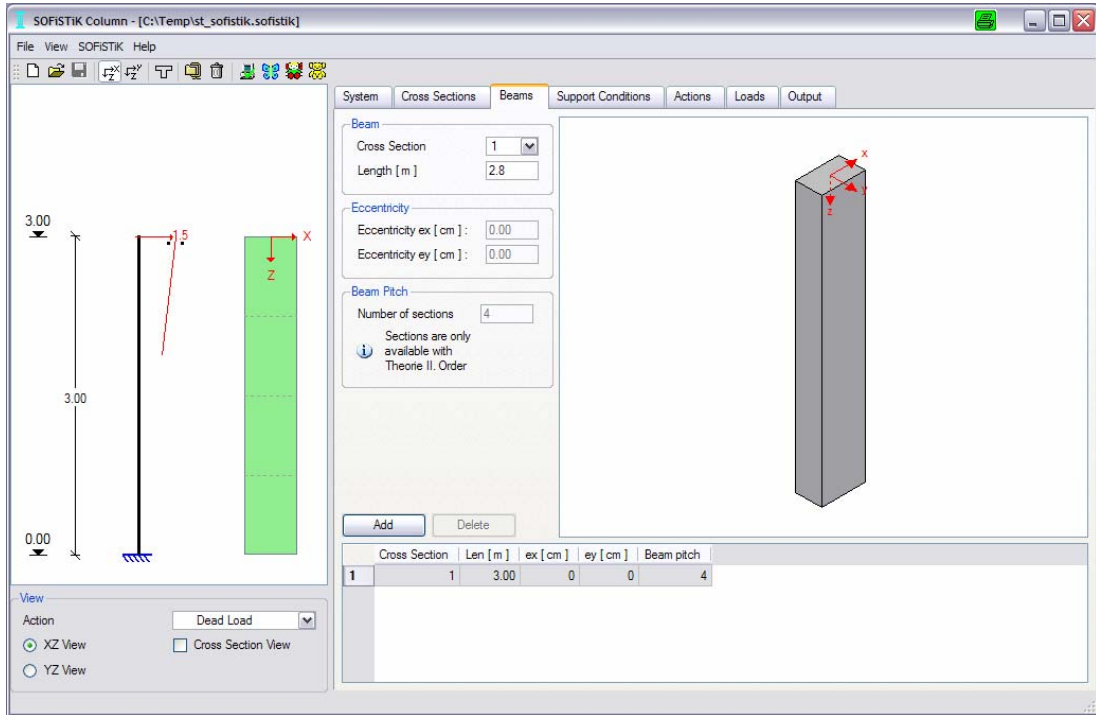 SOFiSTiK Column - [C:\Temp\st_sofistik.sofistik]
File View SOFiSTiK Help
System Cross Sections Beams Support Conditions Actions Loads Output
Beam
Cross Section 1
Length [ m ] 2.8
Eccentricity
Eccentricity ex [ cm ] : 0.00
Eccentricity ey [ cm ] : 0.00
Beam Pitch
Number of sections 4
Sections are only
available with
Theorie II. Order
Add Delete
3.00
1.5
X
Z
3.00
0.00
x
y
z
Cross Section Len [ m ] ex [ cm ] ey [ cm ] Beam pitch
1 1 3.00 0 0 4
View
Action Dead Load
XZ View Cross Section View
YZ View